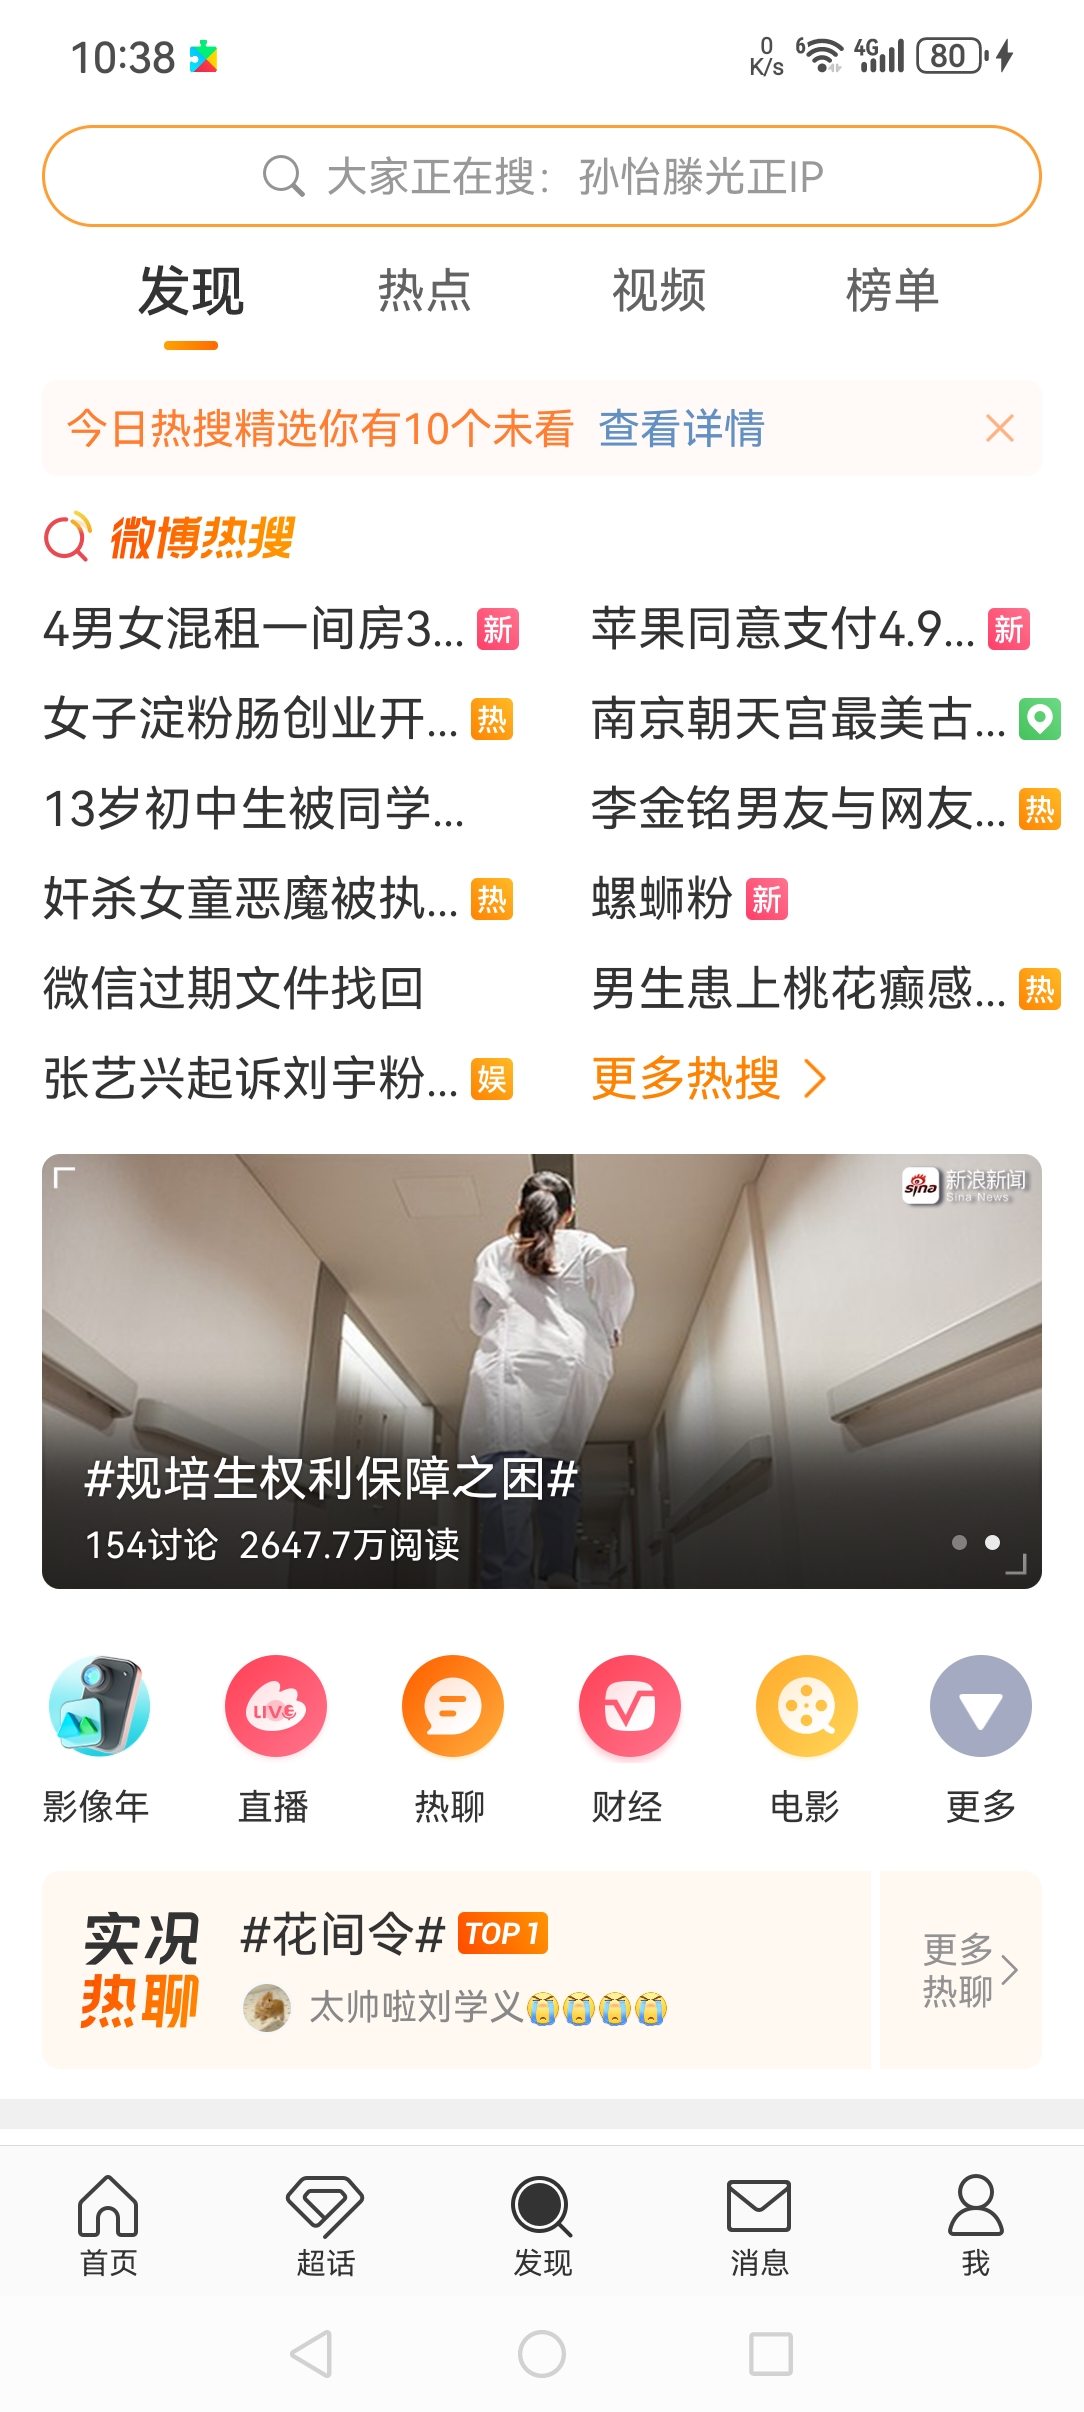 10:38
0 K/s 6 4G 80
大家正在搜：孙怡滕光正IP
发现 热点 视频 榜单
今日热搜精选你有10个未看 查看详情
微博热搜
4男女混租一间房3... 新
苹果同意支付4.9... 新
女子淀粉肠创业开... 热
南京朝天宫最美古...
13岁初中生被同学...
李金铭男友与网友... 热
奸杀女童恶魔被执... 热
螺蛳粉 新
微信过期文件找回
男生患上桃花癫感... 热
张艺兴起诉刘宇粉... 娱
更多热搜
sina 新浪新闻
Sina News
#规培生权利保障之困#
154讨论 2647.7万阅读
LIVE
影像年 直播 热聊 财经 电影 更多
实况
热聊
#花间令# TOP 1
太帅啦刘学义😭😭😭😭
更多
热聊
首页 超话 发现 消息 我